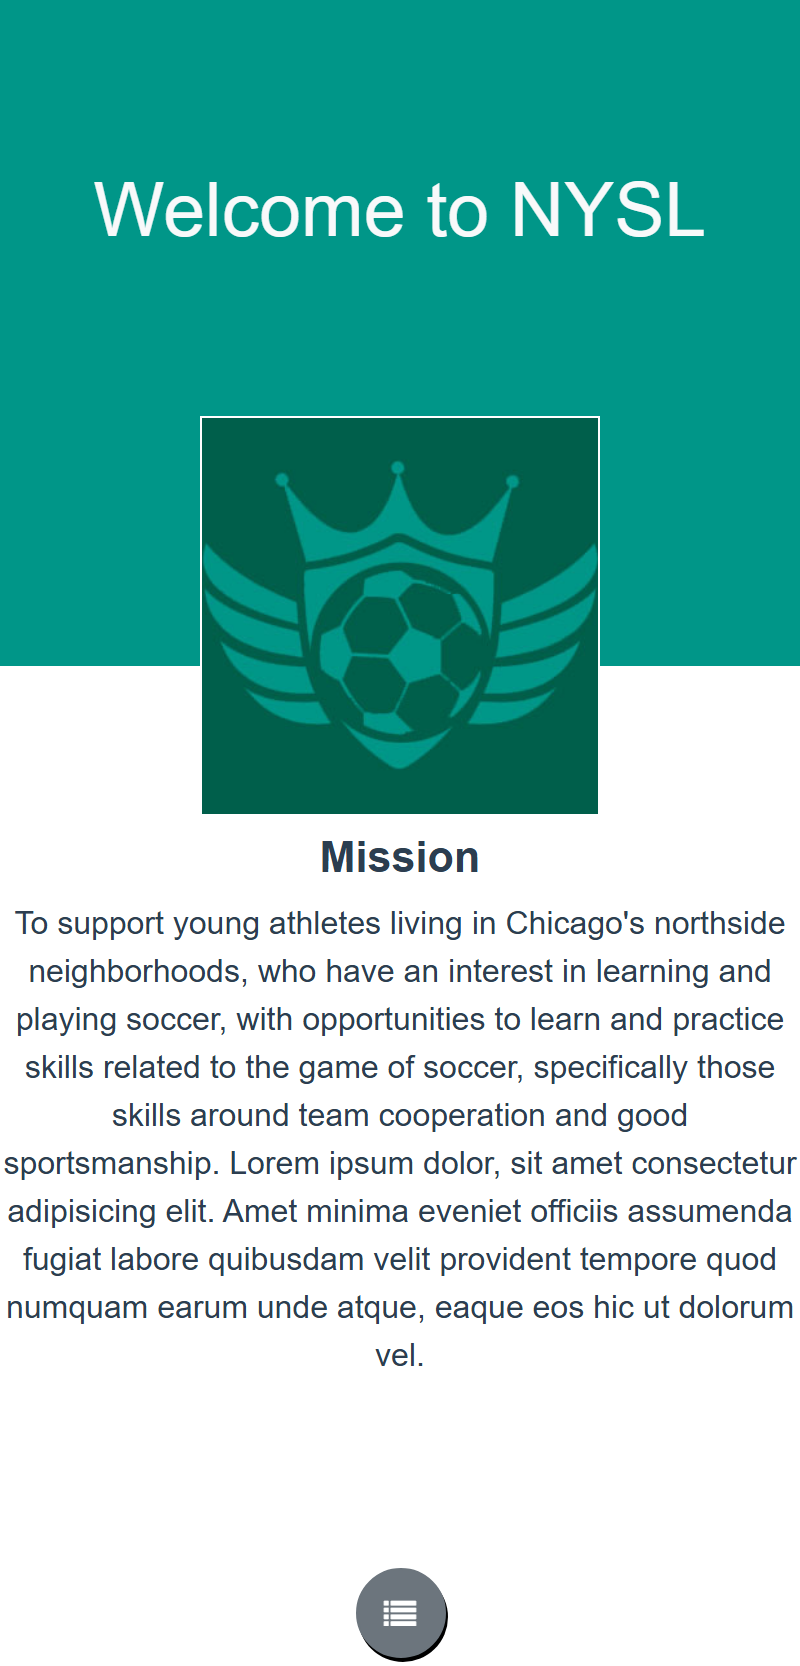 Welcome to NYSL
Mission
To support young athletes living in Chicago's northside
neighborhoods, who have an interest in learning and
playing soccer, with opportunities to learn and practice
skills related to the game of soccer, specifically those
skills around team cooperation and good
sportsmanship. Lorem ipsum dolor, sit amet consectetur
adipisicing elit. Amet minima eveniet officiis assumenda
fugiat labore quibusdam velit provident tempore quod
numquam earum unde atque, eaque eos hic ut dolorum
vel.